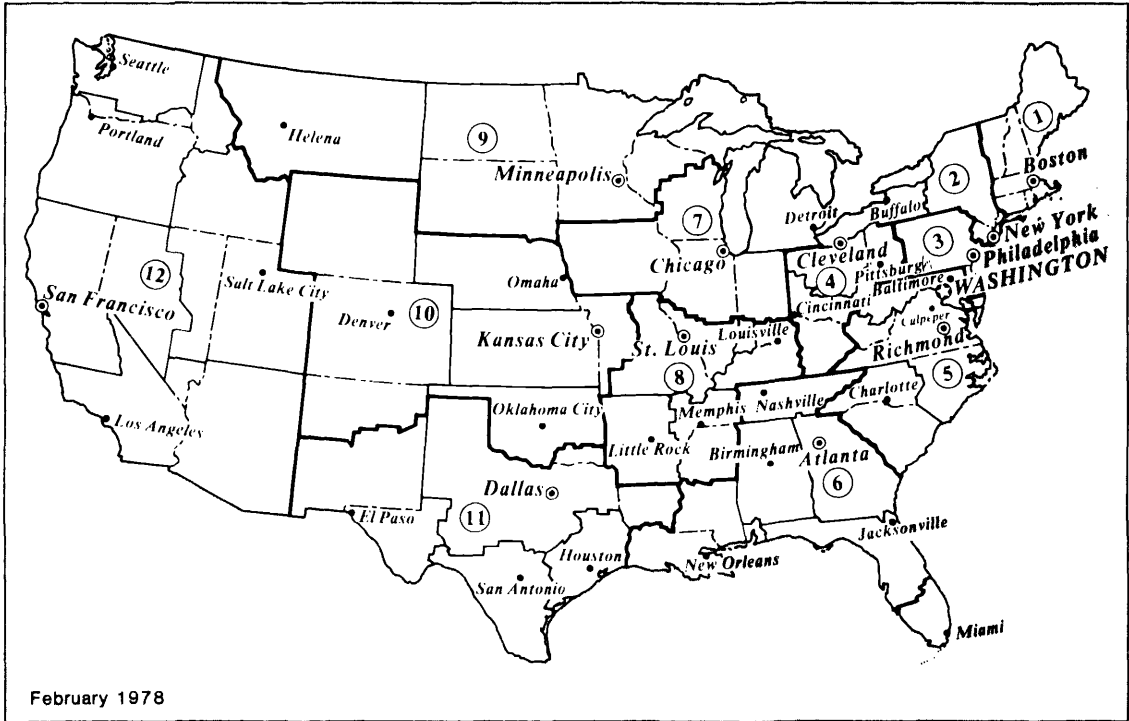 Seattle
Portland
Helena
9
Minneapolis
1
Boston
2
Buffalo
Detroit
New York
7
3
Philadelphia
Cleveland
Chicago
4
Pittsburg
Baltimore
WASHINGTON
Cincinnati
12
Salt Lake City
Omaha
San Francisco
10
Denver
Kansas City
St. Louis
Louisville
Culpeper
Richmond
8
5
Los Angeles
Oklahoma City
Memphis
Nashville
Charlotte
Little Rock
Birmingham
Atlanta
6
Dallas
El Paso
11
Jacksonville
Houston
New Orleans
San Antonio
Miami
February 1978